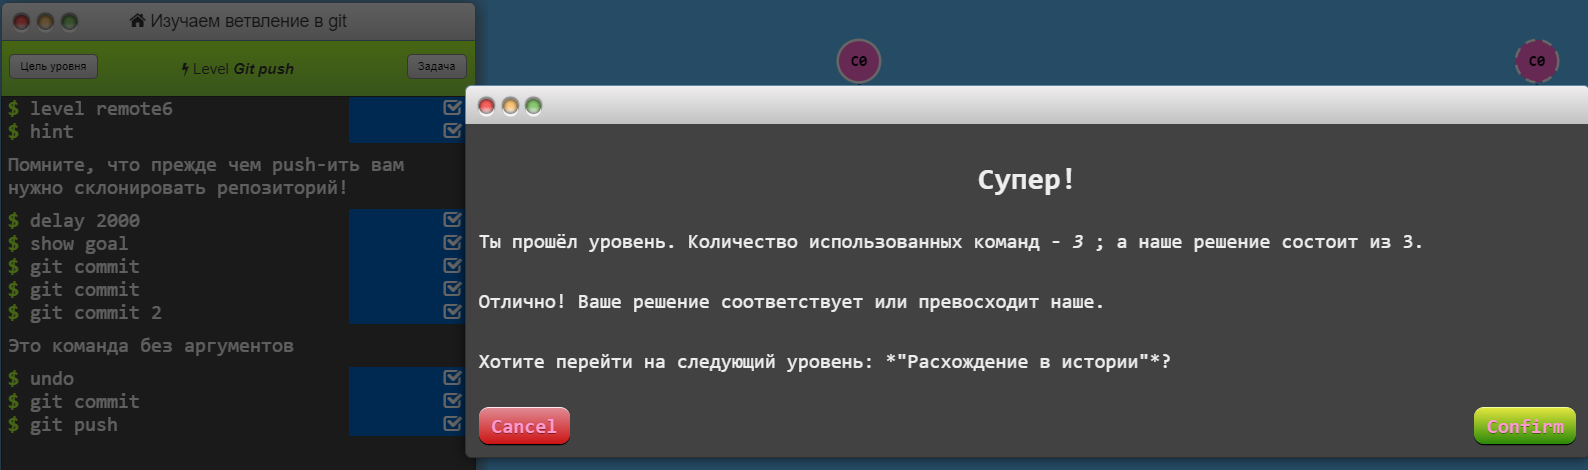 Изучаем ветвление в git
Цель уровня
Level Git push
Задача
$ level remote6
$ hint
Помните, что прежде чем push-ить вам
нужно склонировать репозиторий!
$ delay 2000
$ show goal
$ git commit
$ git commit
$ git commit 2
Это команда без аргументов
$ undo
$ git commit
$ git push
C0
C0
Супер!
Ты прошёл уровень. Количество использованных команд - 3 ; а наше решение состоит из 3.
Отлично! Ваше решение соответствует или превосходит наше.
Хотите перейти на следующий уровень: *"Расхождение в истории"*?
Cancel
Confirm